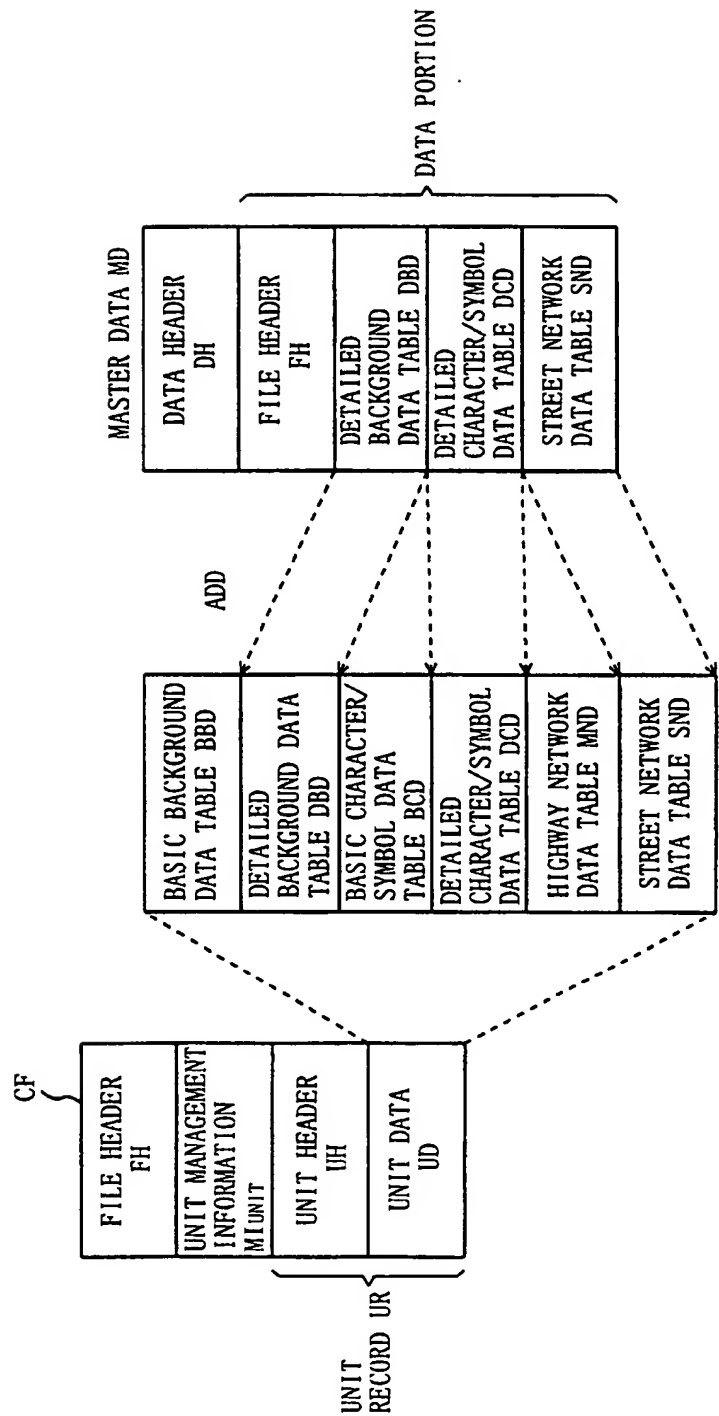 CF
FILE HEADER
FH
UNIT MANAGEMENT
INFORMATION
MIUNIT
UNIT HEADER
UH
UNIT DATA
UD
UNIT
RECORD UR
BASIC BACKGROUND
DATA TABLE BBD
DETAILED
BACKGROUND DATA
TABLE DBD
BASIC CHARACTER/
SYMBOL DATA
TABLE BCD
DETAILED
CHARACTER/SYMBOL
DATA TABLE DCD
HIGHWAY NETWORK
DATA TABLE MND
STREET NETWORK
DATA TABLE SND
ADD
MASTER DATA MD
DATA HEADER
DH
FILE HEADER
FH
DETAILED
BACKGROUND
DATA TABLE DBD
DETAILED
CHARACTER/SYMBOL
DATA TABLE DCD
STREET NETWORK
DATA TABLE SND
DATA PORTION